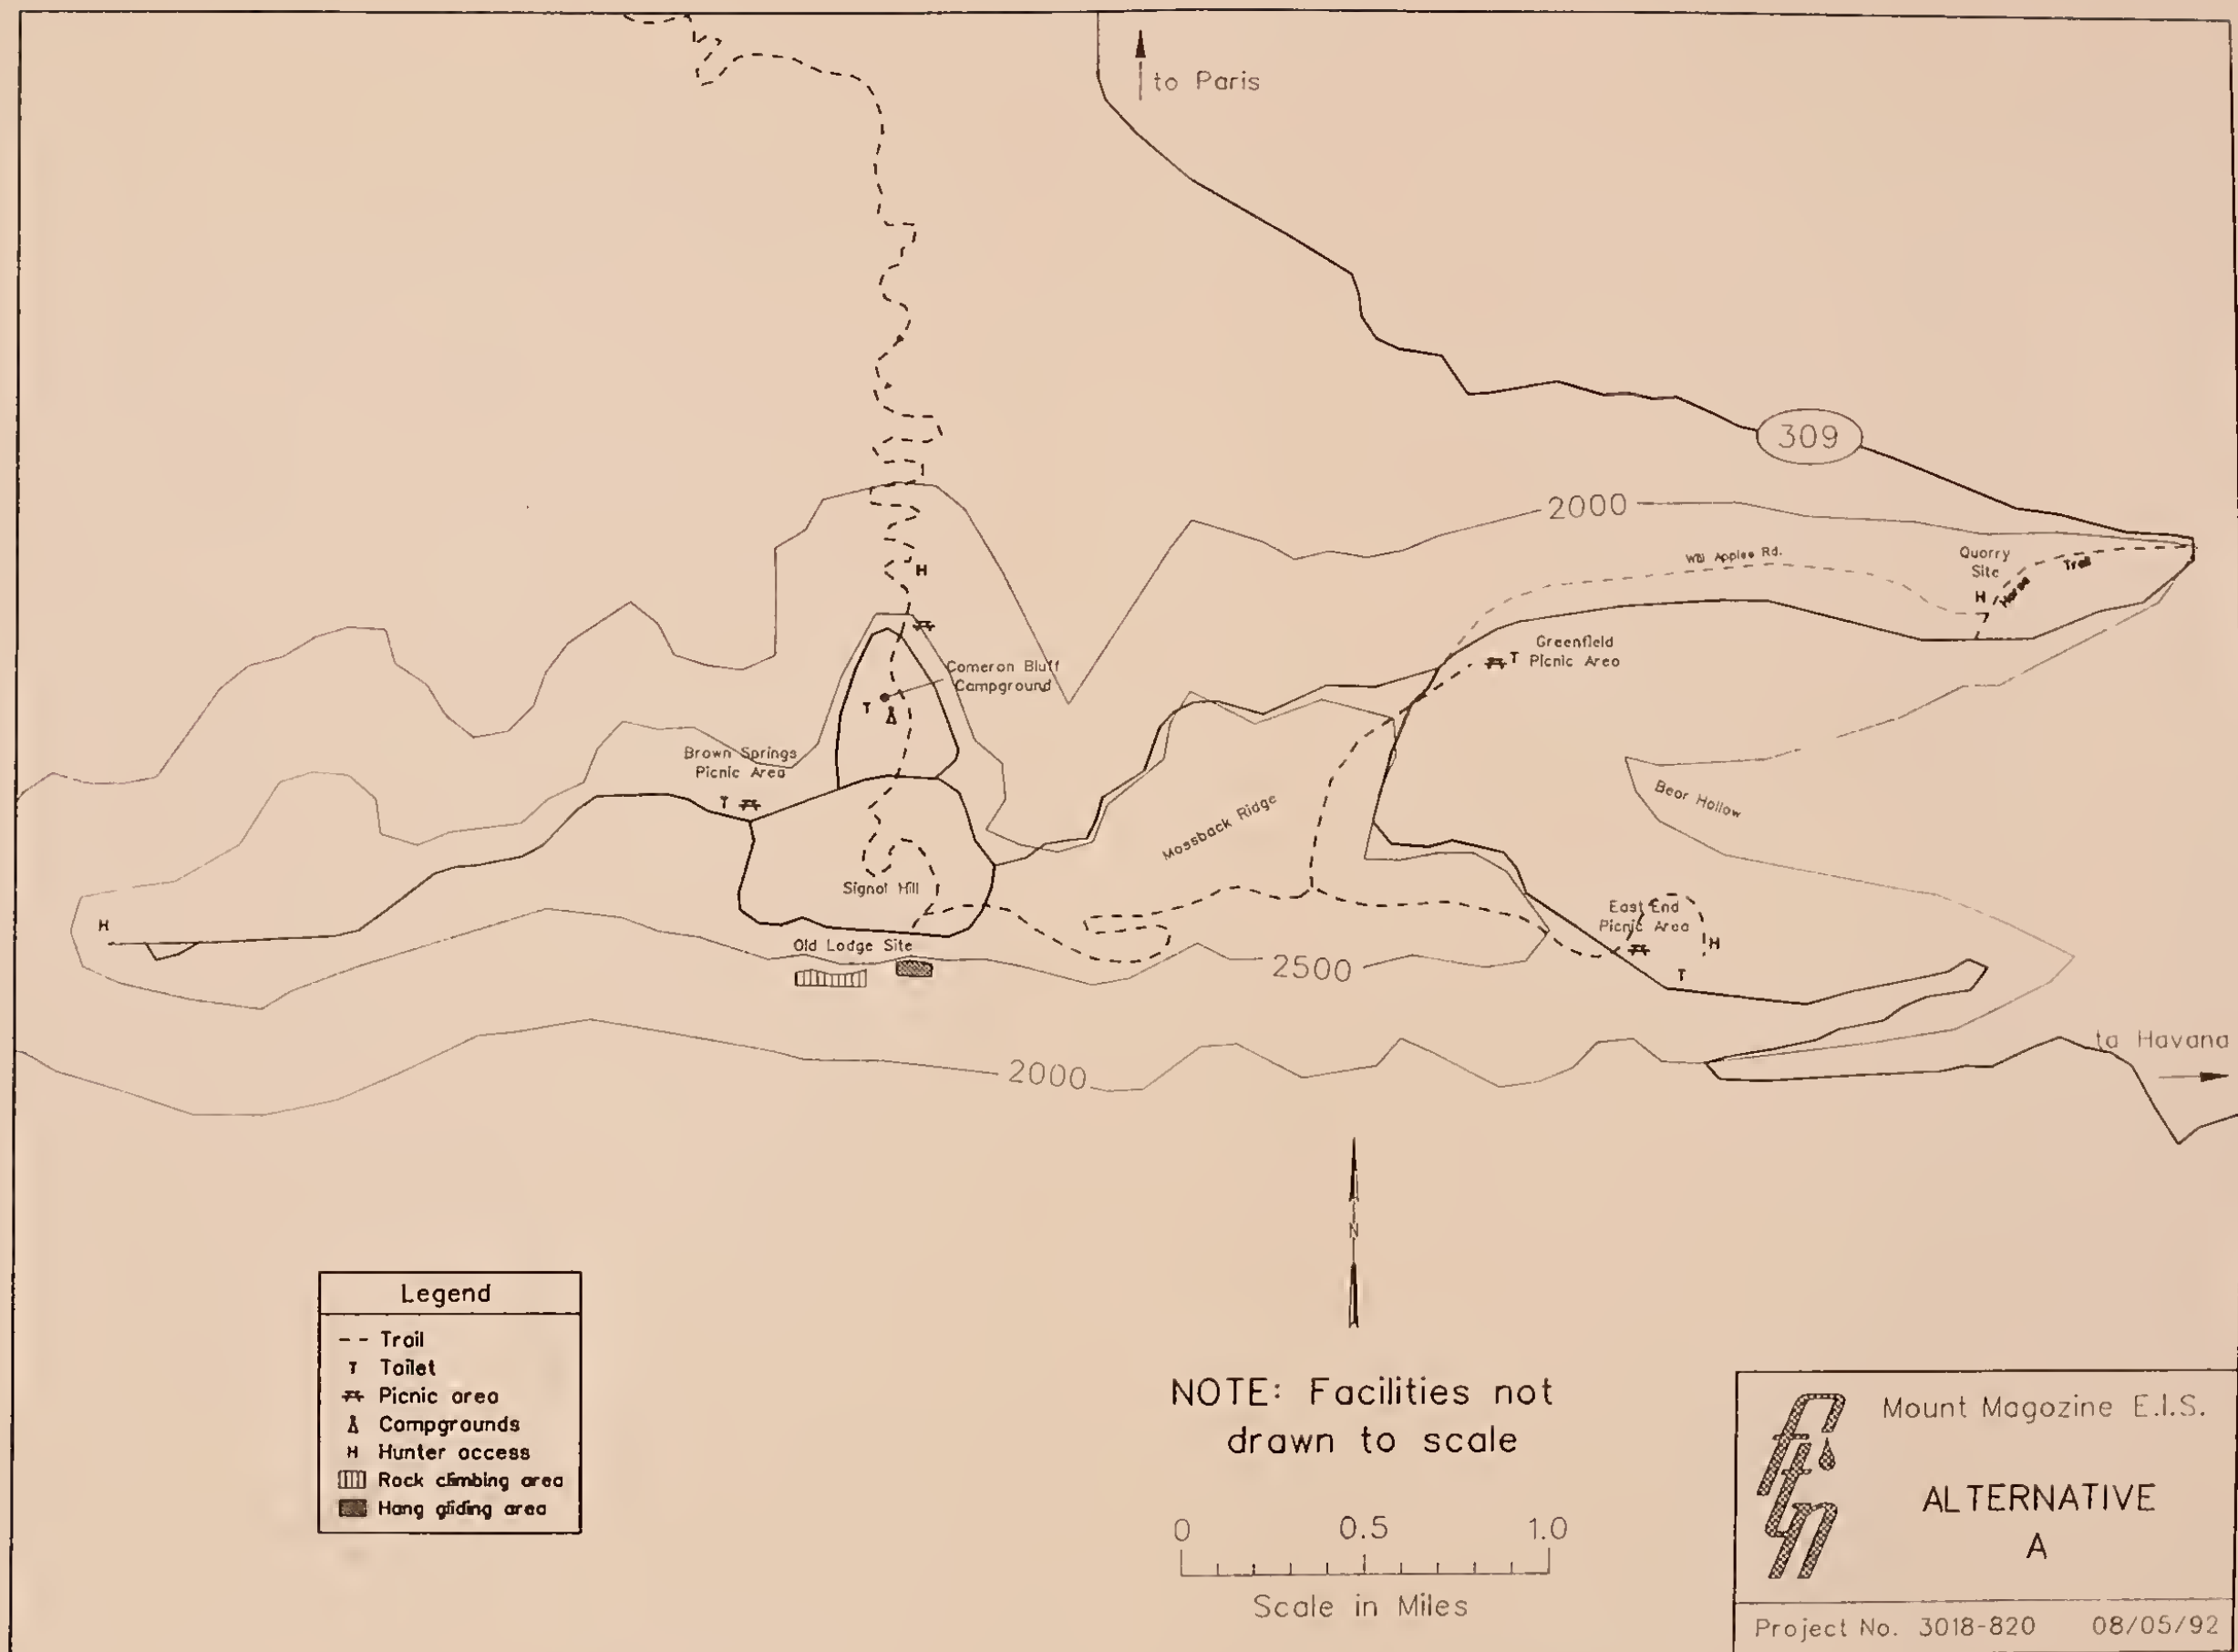 to Paris
309
2000
Quarry
Site
Horse Trail
H
H
Greenfield
Picnic Area
T
Cameron Bluff
Campground
T
Brown Springs
Picnic Area
T
Bear Hollow
Mossback Ridge
Signal Hill
East End
Picnic Area
H
T
H
Old Lodge Site
2500
2000
to Havana
N
Legend
Trail
T Toilet
Picnic area
Campgrounds
H Hunter access
Rock climbing area
Hang gliding area
NOTE: Facilities not
drawn to scale
0 0.5 1.0
Scale in Miles
Mount Magazine E.I.S.
ALTERNATIVE
A
Project No. 3018-820 08/05/92